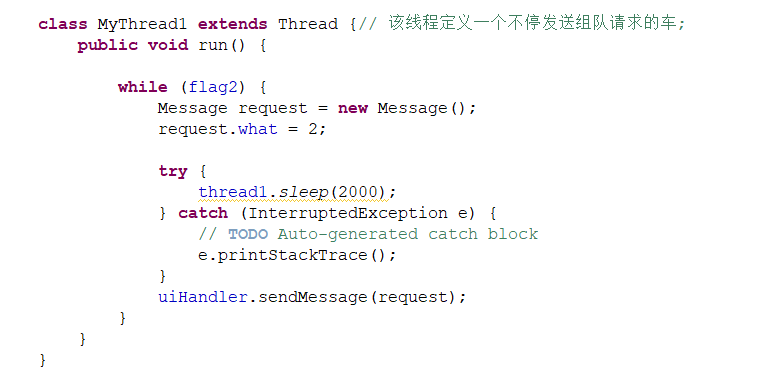 class MyThread1 extends Thread {// 该线程定义一个不停发送组队请求的车;
public void run() {
while (flag2) {
Message request = new Message();
request.what = 2;
try {
thread1.sleep(2000);
} catch (InterruptedException e) {
// TODO Auto-generated catch block
e.printStackTrace();
}
uiHandler.sendMessage(request);
}
}
}